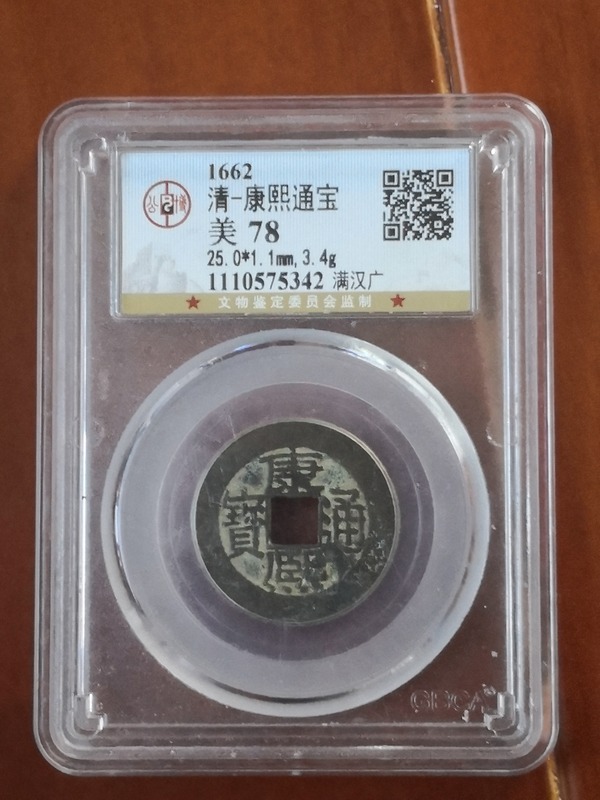 1662
清-康熙通宝
美 78
25.0*1.1mm, 3.4g
1110575342 满汉广
公 G 博
★ 文物鉴定委员会监制 ★
康熙通寳
GBCA